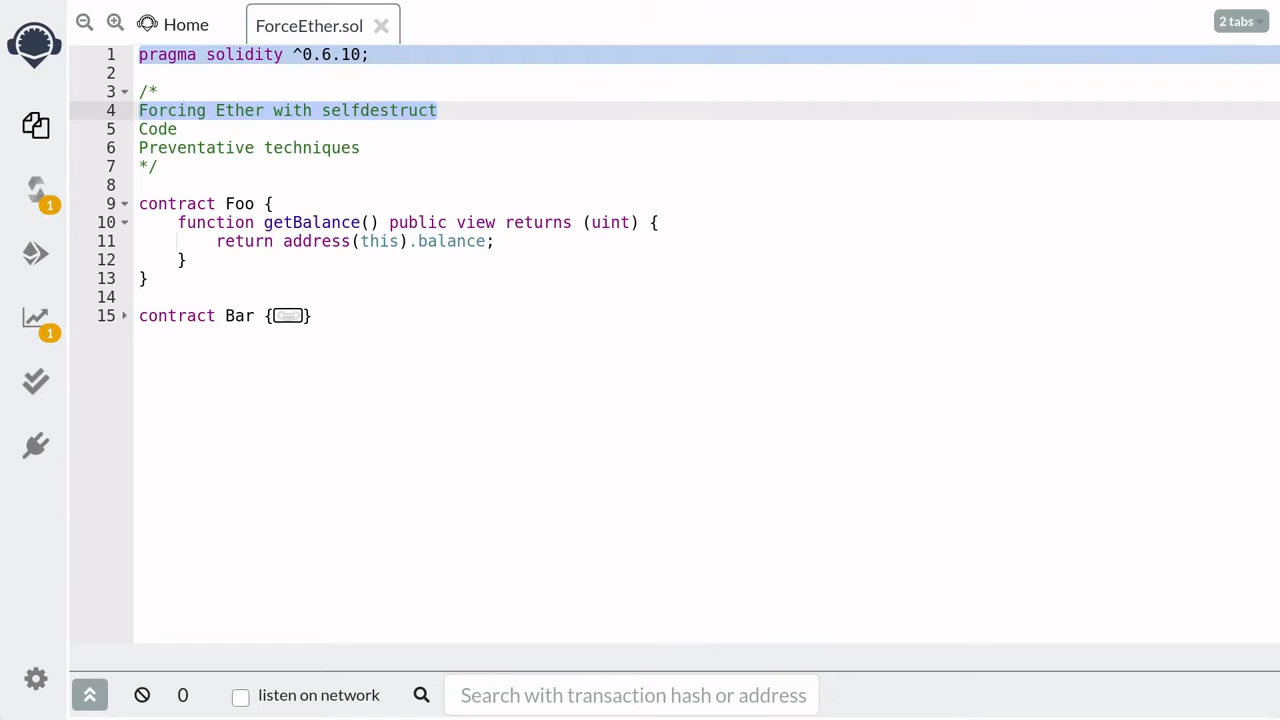 Home
ForceEther.sol
2 tabs
1 pragma solidity ^0.6.10;
2
3 /*
4 Forcing Ether with selfdestruct
5 Code
6 Preventative techniques
7 */
8
9 contract Foo {
10 function getBalance() public view returns (uint) {
11 return address(this).balance;
12 }
13 }
14
15 contract Bar {}
1
1
0
listen on network
Search with transaction hash or address